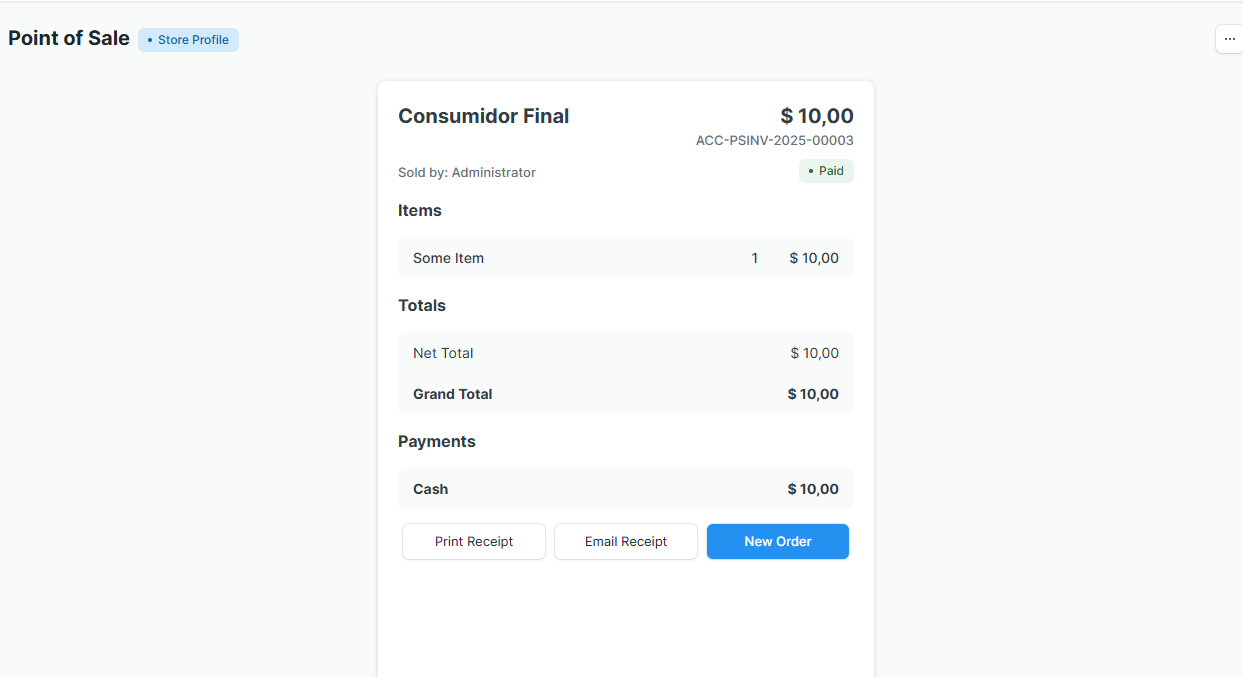 Point of Sale • Store Profile ...
Consumidor Final $ 10,00
ACC-PSINV-2025-00003
Sold by: Administrator • Paid
Items
Some Item 1 $ 10,00
Totals
Net Total $ 10,00
Grand Total $ 10,00
Payments
Cash $ 10,00
Print Receipt Email Receipt New Order